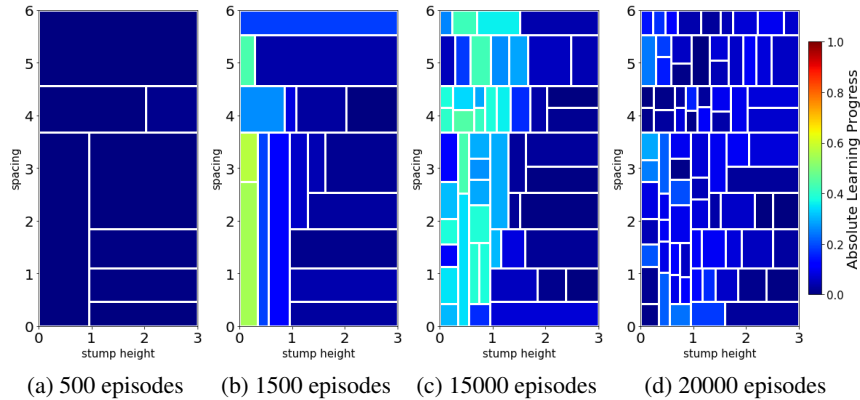 6
5
4
3
2
1
0
spacing
0 1 2 3
stump height
(a) 500 episodes
6
5
4
3
2
1
0
spacing
0 1 2 3
stump height
(b) 1500 episodes
6
5
4
3
2
1
0
spacing
0 1 2 3
stump height
(c) 15000 episodes
6
5
4
3
2
1
0
spacing
0 1 2 3
stump height
(d) 20000 episodes
1.0
0.8
0.6
0.4
0.2
0.0
Absolute Learning Progress